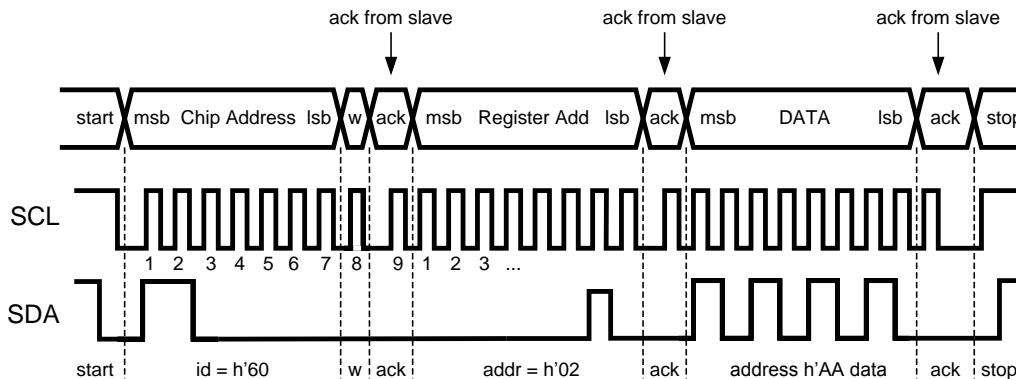 ack from slave ack from slave ack from slave
start msb Chip Address lsb w ack msb Register Add lsb ack msb DATA lsb ack stop
SCL
1 2 3 4 5 6 7 8 9 1 2 3 ...
SDA
start id = h'60 w ack addr = h'02 ack address h'AA data ack stop